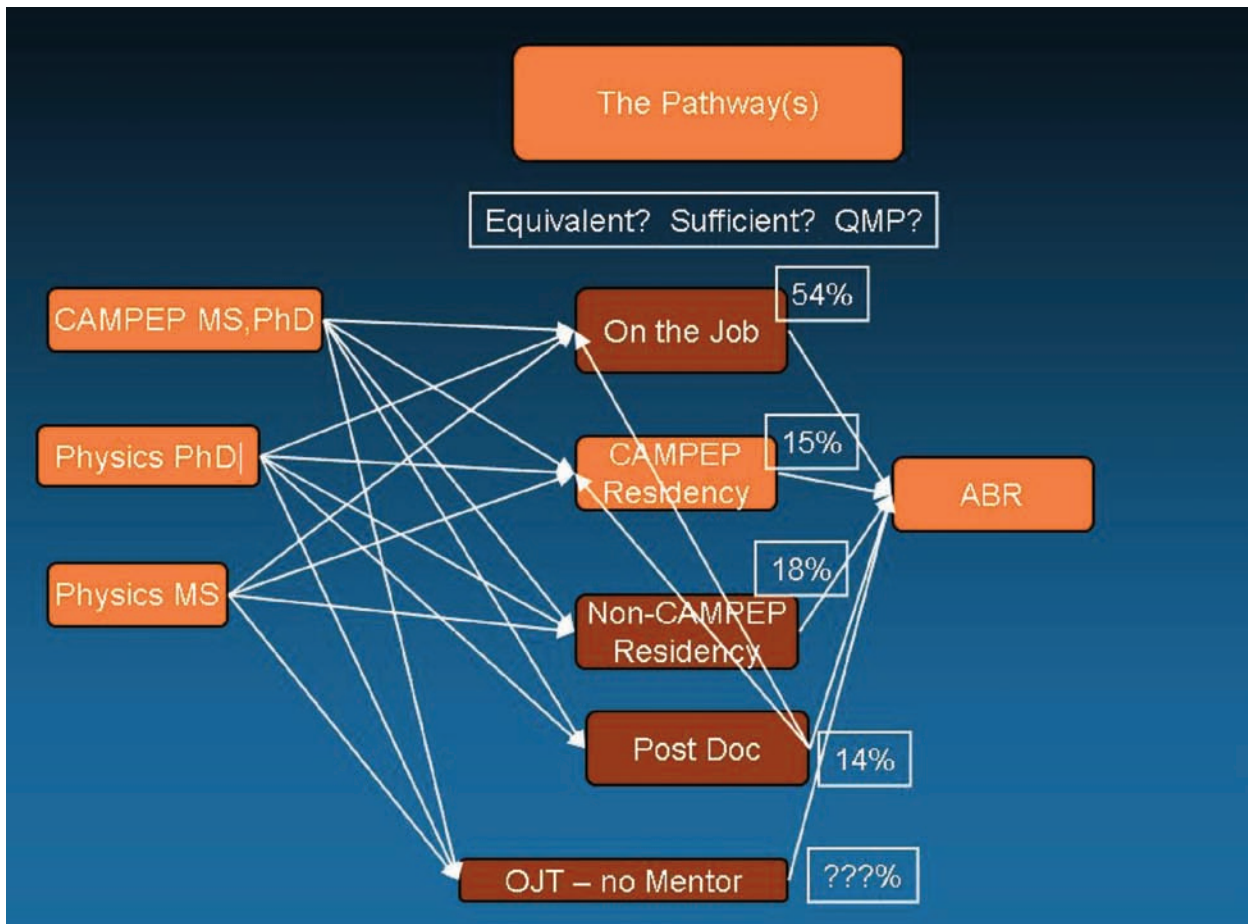 The Pathway(s)
Equivalent? Sufficient? QMP?
54%
CAMPEP MS,PhD
On the Job
15%
Physics PhD
CAMPEP
Residency
ABR
18%
Physics MS
Non-CAMPEP
Residency
Post Doc
14%
OJT – no Mentor
???%